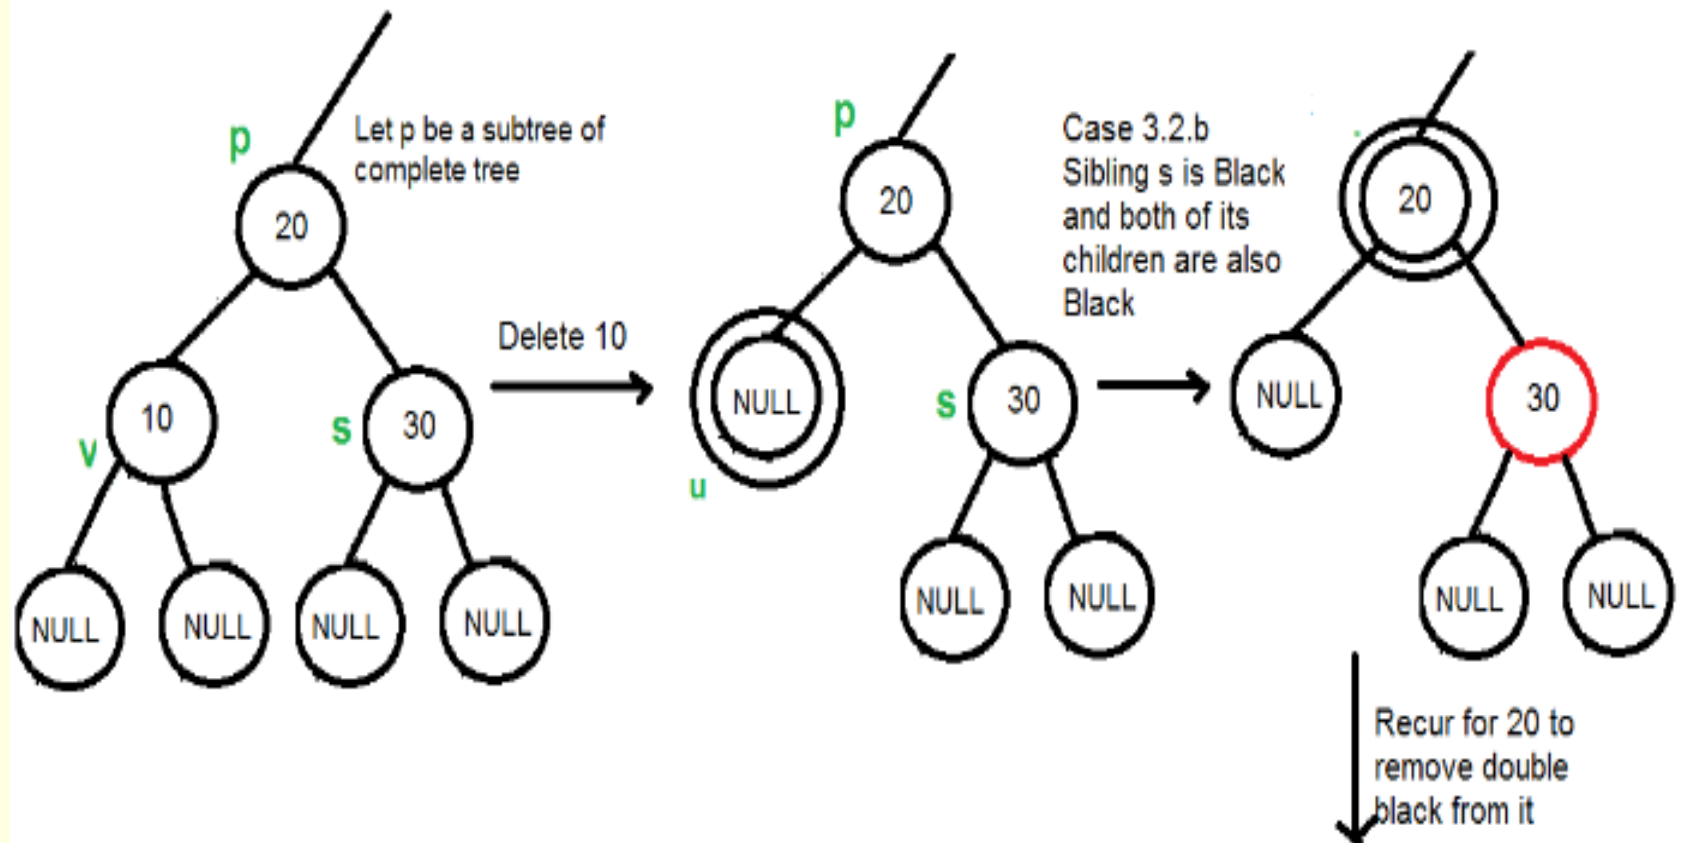 p
Let p be a subtree of
complete tree
20
10
v
s
30
NULL
NULL
NULL
NULL
Delete 10
p
20
NULL
u
s
30
NULL
NULL
Case 3.2.b
Sibling s is Black
and both of its
children are also
Black
20
NULL
30
NULL
NULL
Recur for 20 to
remove double
black from it